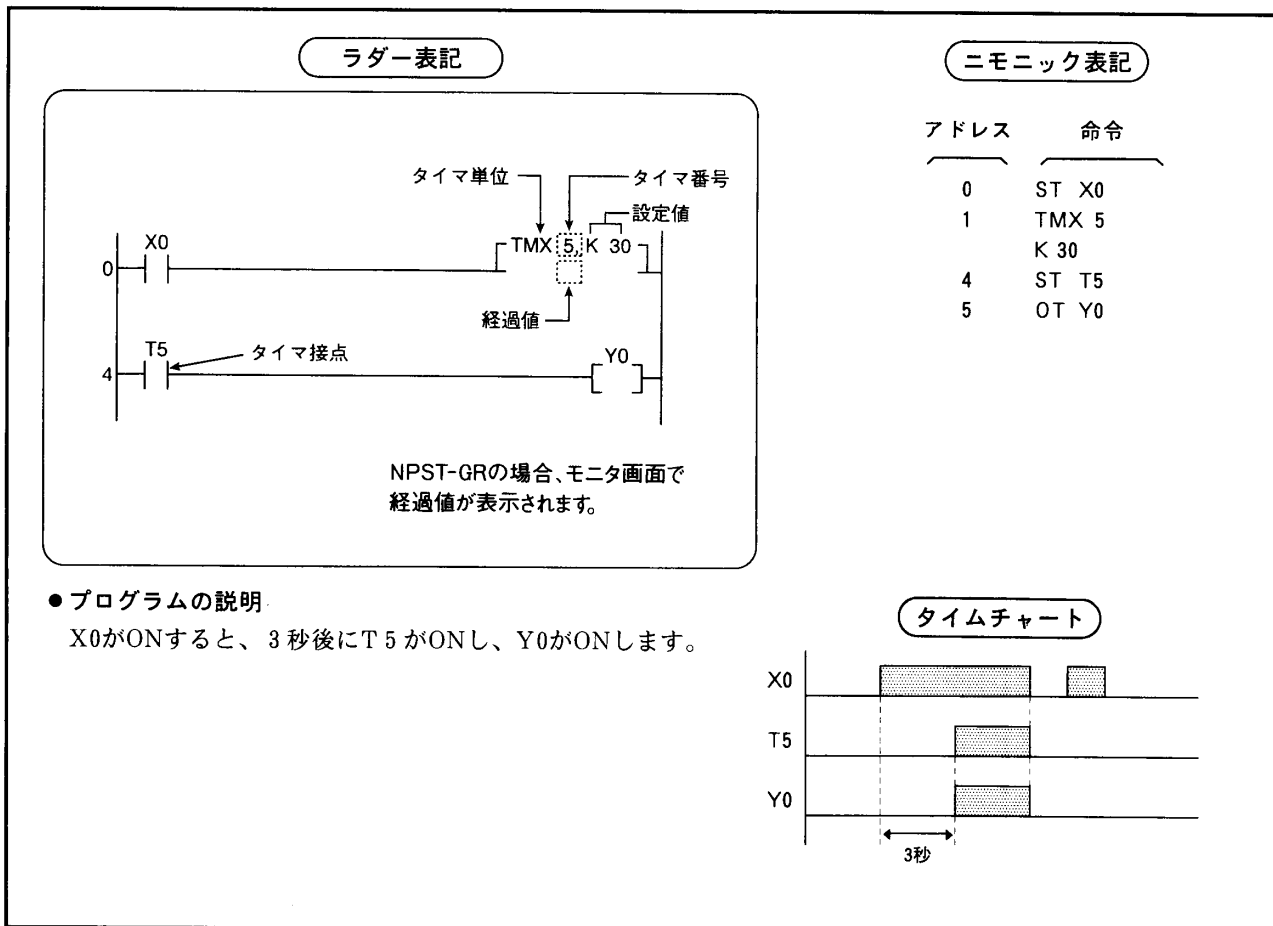 ラダー表記
タイマ単位
タイマ番号
設定値
X0
TMX 5, K 30
0
経過値
T5
タイマ接点
Y0
4
NPST-GRの場合、モニタ画面で
経過値が表示されます。
ニモニック表記
アドレス 命令
0 ST X0
1 TMX 5
K 30
4 ST T5
5 OT Y0
●プログラムの説明
X0がONすると、3秒後にT5がONし、Y0がONします。
タイムチャート
X0
T5
Y0
3秒